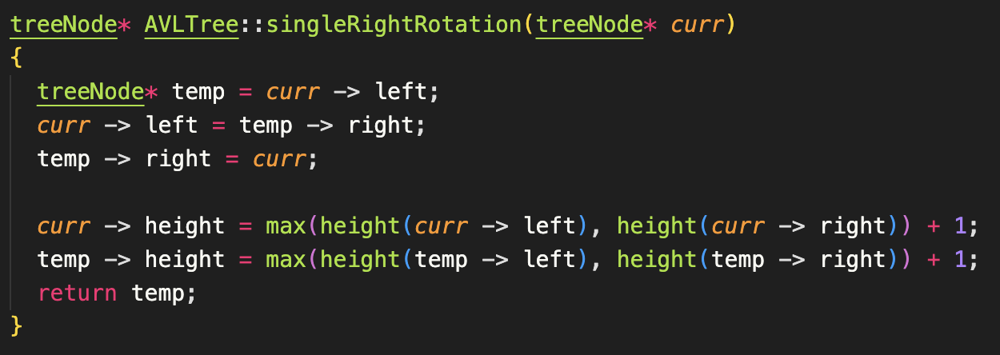 treeNode* AVLTree::singleRightRotation(treeNode* curr)
{
treeNode* temp = curr -> left;
curr -> left = temp -> right;
temp -> right = curr;
curr -> height = max(height(curr -> left), height(curr -> right)) + 1;
temp -> height = max(height(temp -> left), height(temp -> right)) + 1;
return temp;
}